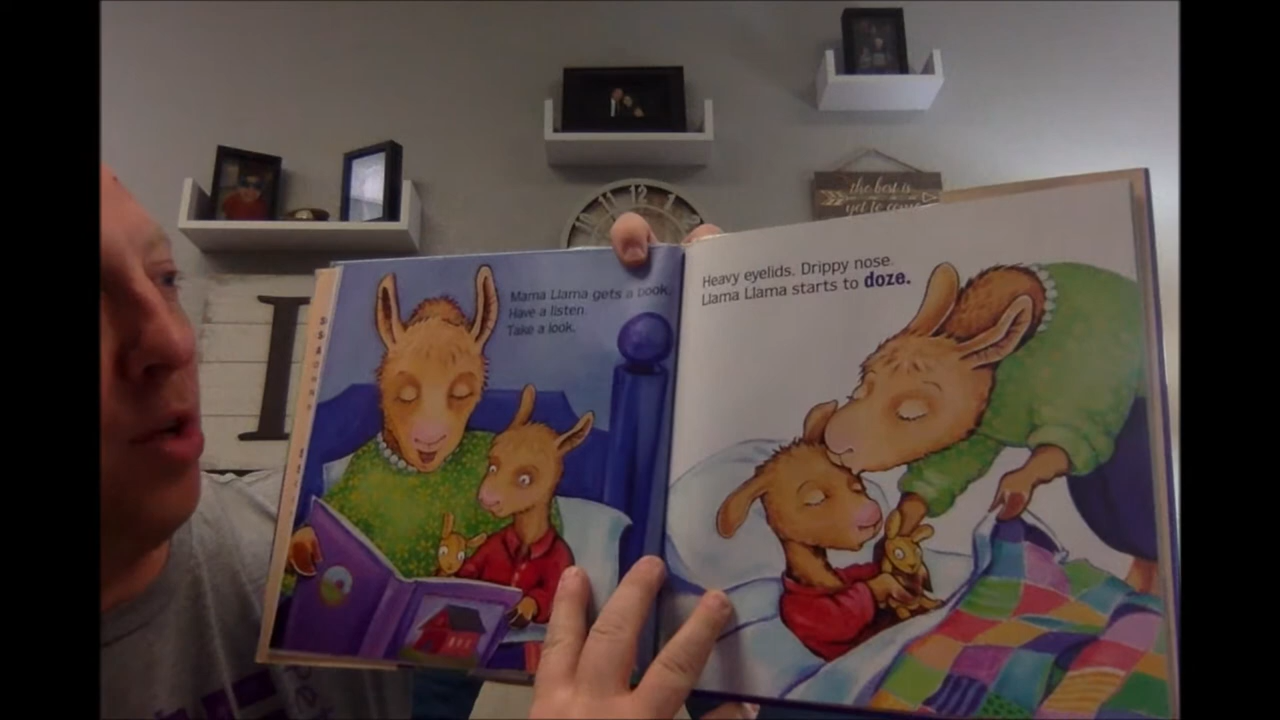 12
the best is
yet to come
I
Mama Llama gets a book.
Have a listen.
Take a look.
Heavy eyelids. Drippy nose.
Llama Llama starts to doze.